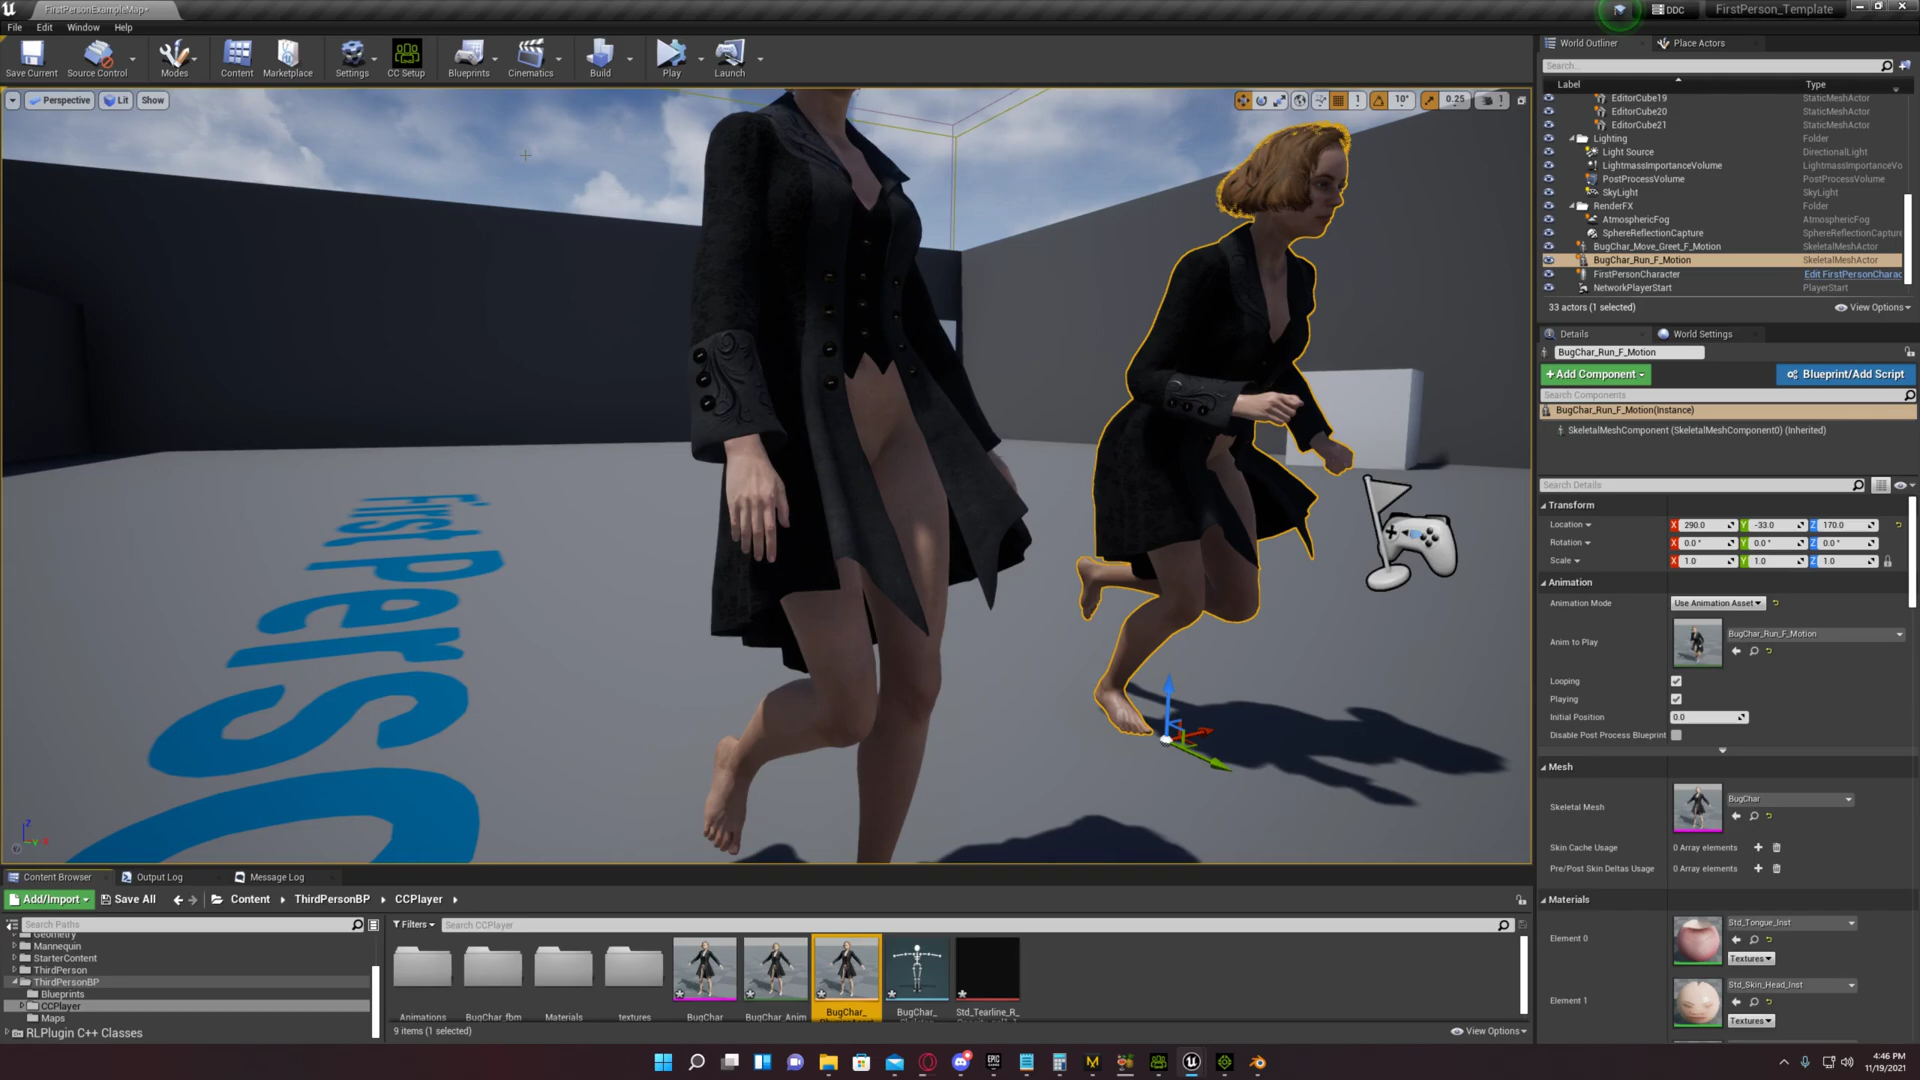 FirstPersonExampleMap*
DDC
FirstPerson_Template
File
Edit
Window
Help
Save Current
Source Control
Modes
Content
Marketplace
Settings
CC Setup
Blueprints
Cinematics
Build
Play
Launch
Perspective
Lit
Show
10°
0.25
First Perso
World Outliner
Place Actors
Search...
Label
Type
EditorCube19
StaticMeshActor
EditorCube20
StaticMeshActor
EditorCube21
StaticMeshActor
Lighting
Folder
Light Source
DirectionalLight
LightmassImportanceVolume
LightmassImportanceVo
PostProcessVolume
PostProcessVolume
SkyLight
SkyLight
RenderFX
Folder
AtmosphericFog
AtmosphericFog
SphereReflectionCapture
SphereReflectionCapture
BugChar_Move_Greet_F_Motion
SkeletalMeshActor
BugChar_Run_F_Motion
SkeletalMeshActor
FirstPersonCharacter
Edit FirstPersonCharac
NetworkPlayerStart
PlayerStart
33 actors (1 selected)
View Options
Details
World Settings
BugChar_Run_F_Motion
+Add Component
Blueprint/Add Script
Search Components
BugChar_Run_F_Motion(Instance)
SkeletalMeshComponent (SkeletalMeshComponent0) (Inherited)
Search Details
Transform
Location
X 290.0 Y -33.0 Z 170.0
Rotation
X 0.0 ° Y 0.0 ° Z 0.0 °
Scale
X 1.0 Y 1.0 Z 1.0
Animation
Animation Mode
Use Animation Asset
Anim to Play
BugChar_Run_F_Motion
Looping
Playing
Initial Position
0.0
Disable Post Process Blueprint
Mesh
Skeletal Mesh
BugChar
Skin Cache Usage
0 Array elements
Pre/Post Skin Deltas Usage
0 Array elements
Materials
Element 0
Std_Tongue_Inst
Textures
Element 1
Std_Skin_Head_Inst
Textures
Content Browser
Output Log
Message Log
Add/Import
Save All
Content
ThirdPersonBP
CCPlayer
Search Paths
Filters
Search CCPlayer
Geometry
Mannequin
StarterContent
ThirdPerson
ThirdPersonBP
Blueprints
CCPlayer
Maps
RLPlugin C++ Classes
Animations
BugChar_fbm
Materials
textures
BugChar
BugChar_Anim
BugChar_
BugChar_
Std_Tearline_R_
9 items (1 selected)
View Options
4:46 PM
11/19/2021